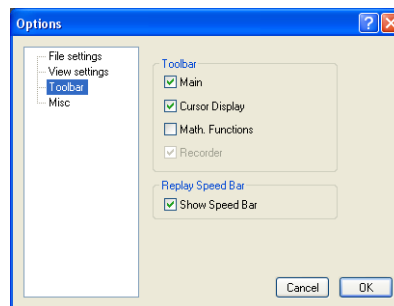 Options
File settings
View settings
Toolbar
Misc
Toolbar
Main
Cursor Display
Math. Functions
Recorder
Replay Speed Bar
Show Speed Bar
Cancel
OK